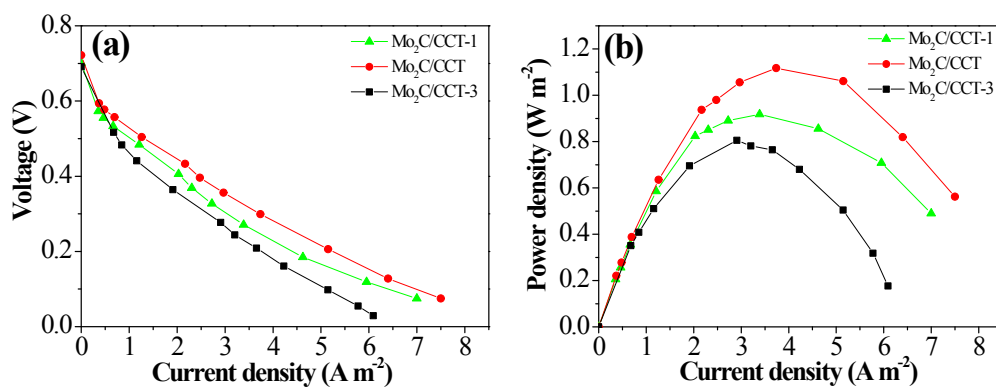 (a)
Mo₂C/CCT-1
Mo₂C/CCT
Mo₂C/CCT-3
Voltage (V)
0.8
0.6
0.4
0.2
0.0
0 1 2 3 4 5 6 7 8
Current density (A m⁻²)
(b)
Mo₂C/CCT-1
Mo₂C/CCT
Mo₂C/CCT-3
Power density (W m⁻²)
1.2
1.0
0.8
0.6
0.4
0.2
0.0
0 1 2 3 4 5 6 7 8
Current density (A m⁻²)